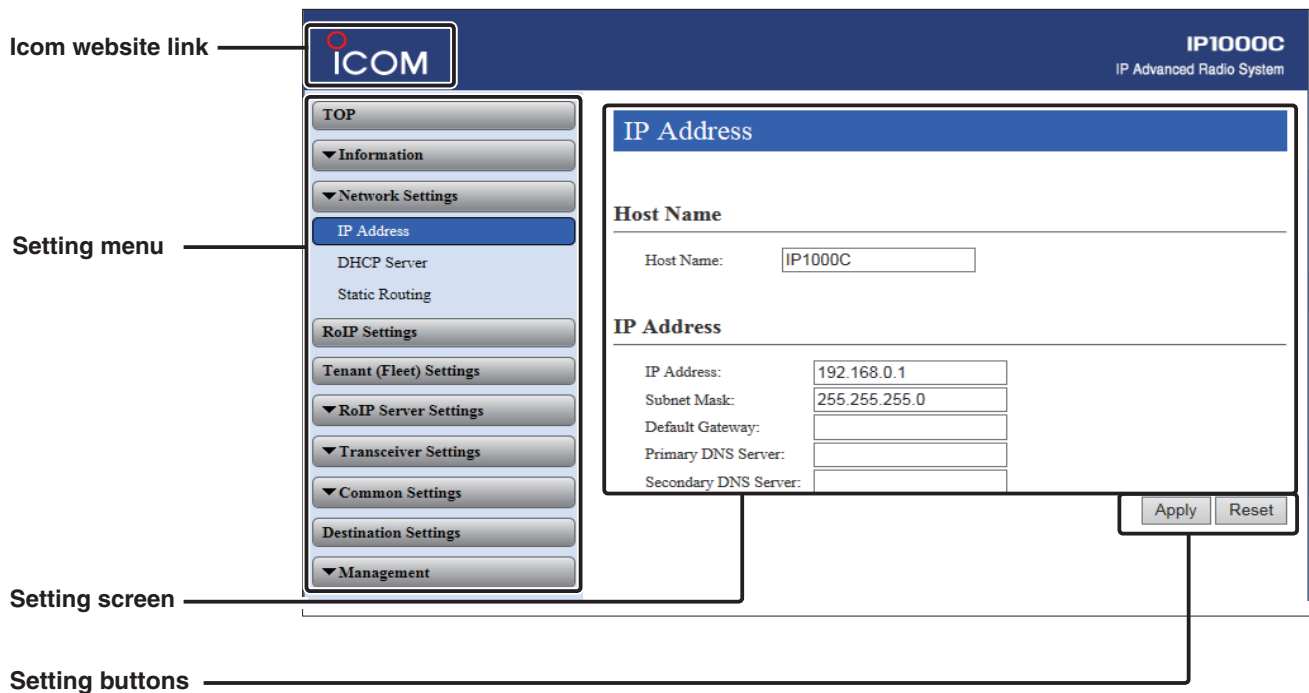 Icom website link
ICOM
IP1000C
IP Advanced Radio System
TOP
▼Information
▼Network Settings
IP Address
DHCP Server
Static Routing
RoIP Settings
Tenant (Fleet) Settings
▼RoIP Server Settings
▼Transceiver Settings
▼Common Settings
Destination Settings
▼Management
IP Address
Host Name
Host Name: IP1000C
IP Address
IP Address: 192.168.0.1
Subnet Mask: 255.255.255.0
Default Gateway:
Primary DNS Server:
Secondary DNS Server:
Apply Reset
Setting menu
Setting screen
Setting buttons